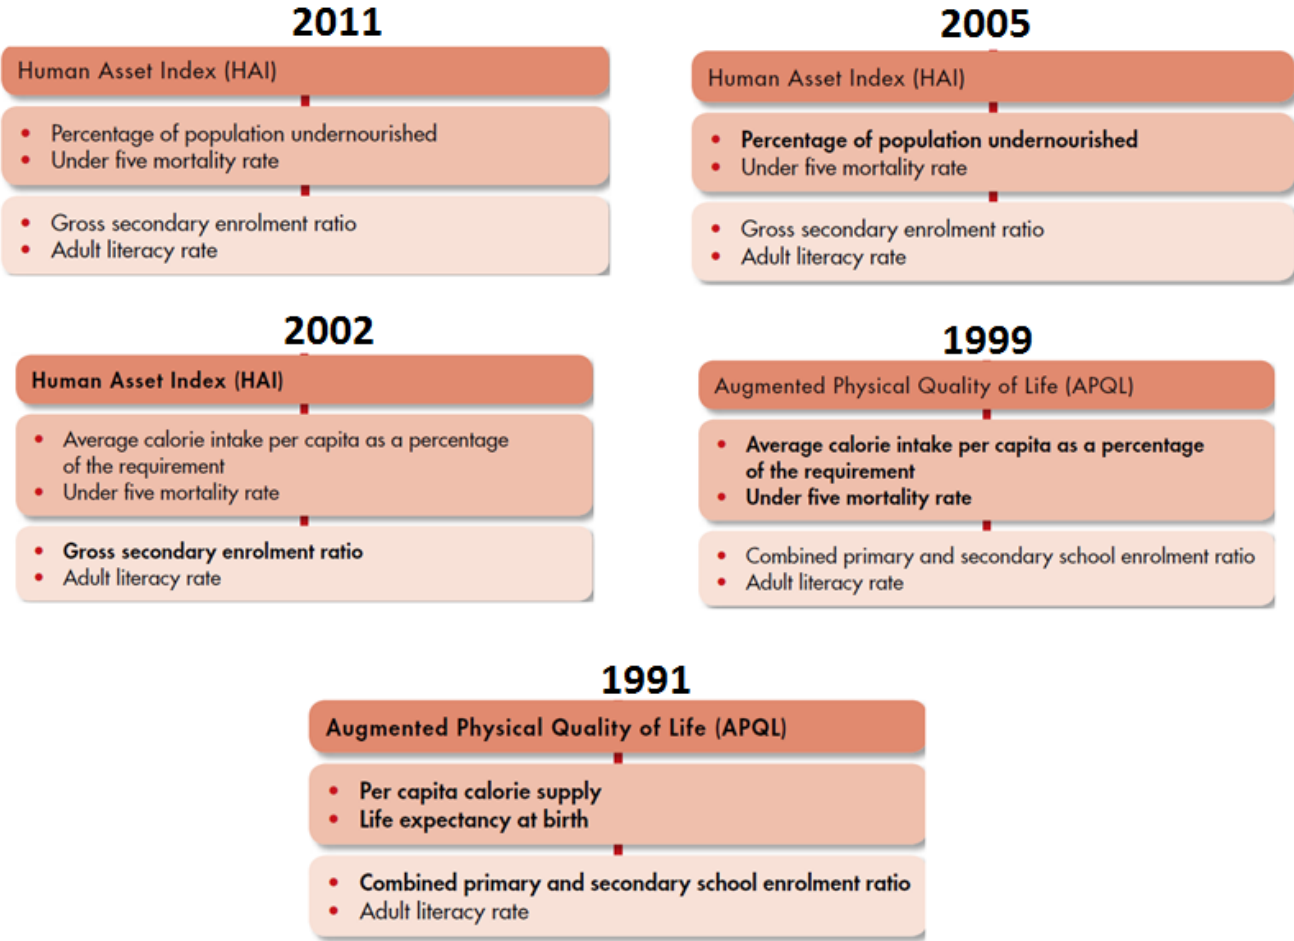 2011
Human Asset Index (HAI)
• Percentage of population undernourished
• Under five mortality rate
• Gross secondary enrolment ratio
• Adult literacy rate
2005
Human Asset Index (HAI)
• Percentage of population undernourished
• Under five mortality rate
• Gross secondary enrolment ratio
• Adult literacy rate
2002
Human Asset Index (HAI)
• Average calorie intake per capita as a percentage
of the requirement
• Under five mortality rate
• Gross secondary enrolment ratio
• Adult literacy rate
1999
Augmented Physical Quality of Life (APQL)
• Average calorie intake per capita as a percentage
of the requirement
• Under five mortality rate
• Combined primary and secondary school enrolment ratio
• Adult literacy rate
1991
Augmented Physical Quality of Life (APQL)
• Per capita calorie supply
• Life expectancy at birth
• Combined primary and secondary school enrolment ratio
• Adult literacy rate